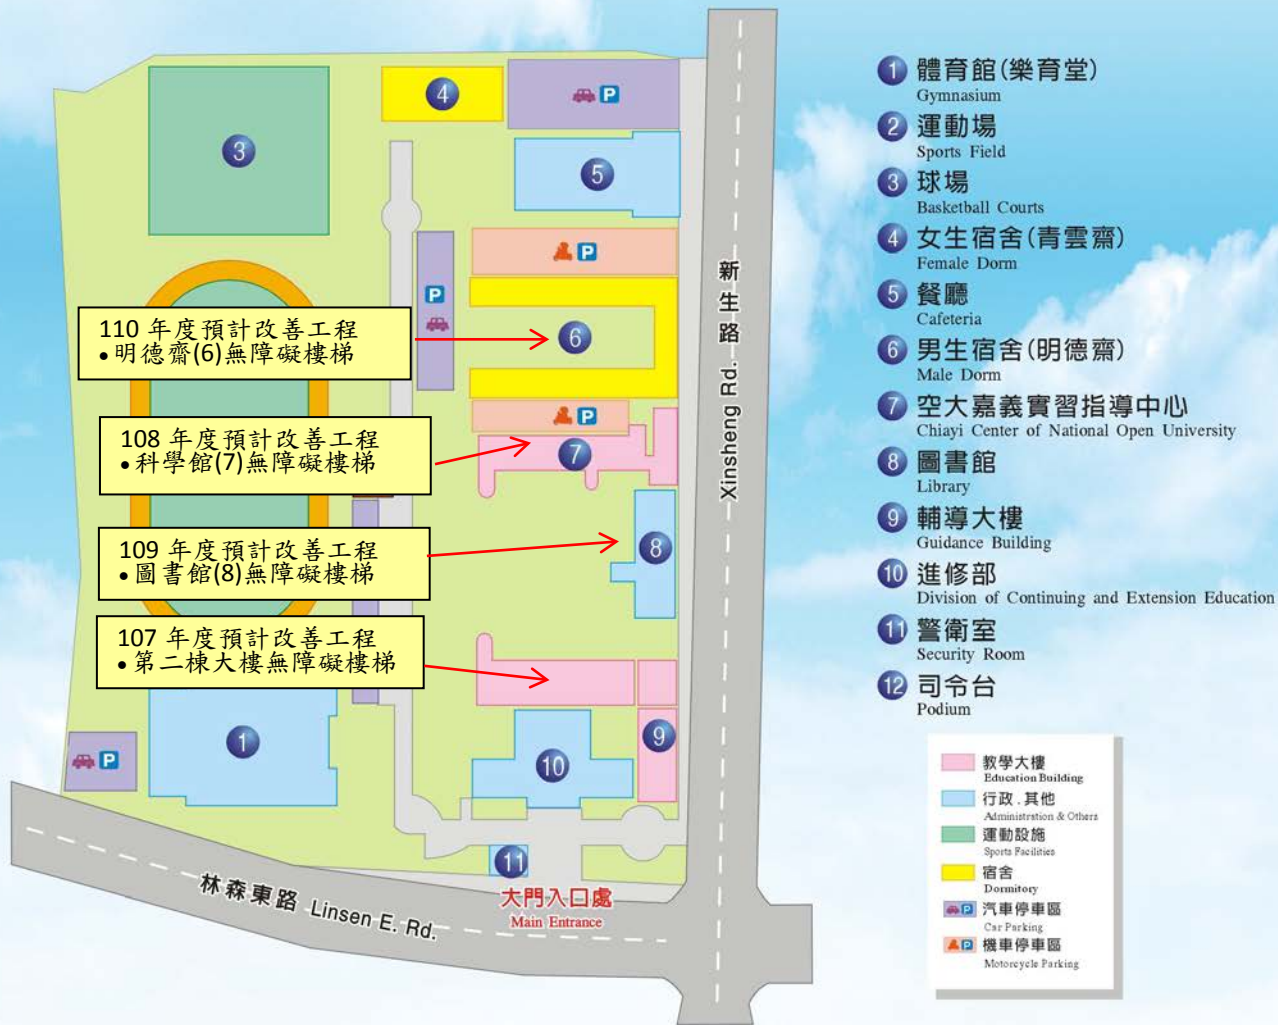 110 年度預計改善工程
•明德齋(6)無障礙樓梯
108 年度預計改善工程
•科學館(7)無障礙樓梯
109 年度預計改善工程
•圖書館(8)無障礙樓梯
107 年度預計改善工程
•第二棟大樓無障礙樓梯
3
4
P
5
P
P
6
P
7
8
9
10
1
P
11
新生路 Xinsheng Rd.
林森東路 Linsen E. Rd.
大門入口處
Main Entrance
1 體育館(樂育堂)
Gymnasium
2 運動場
Sports Field
3 球場
Basketball Courts
4 女生宿舍(青雲齋)
Female Dorm
5 餐廳
Cafeteria
6 男生宿舍(明德齋)
Male Dorm
7 空大嘉義實習指導中心
Chiayi Center of National Open University
8 圖書館
Library
9 輔導大樓
Guidance Building
10 進修部
Division of Continuing and Extension Education
11 警衛室
Security Room
12 司令台
Podium
教學大樓
Education Building
行政．其他
Administration & Others
運動設施
Sports Facilities
宿舍
Dormitory
P 汽車停車區
Car Parking
P 機車停車區
Motorcycle Parking